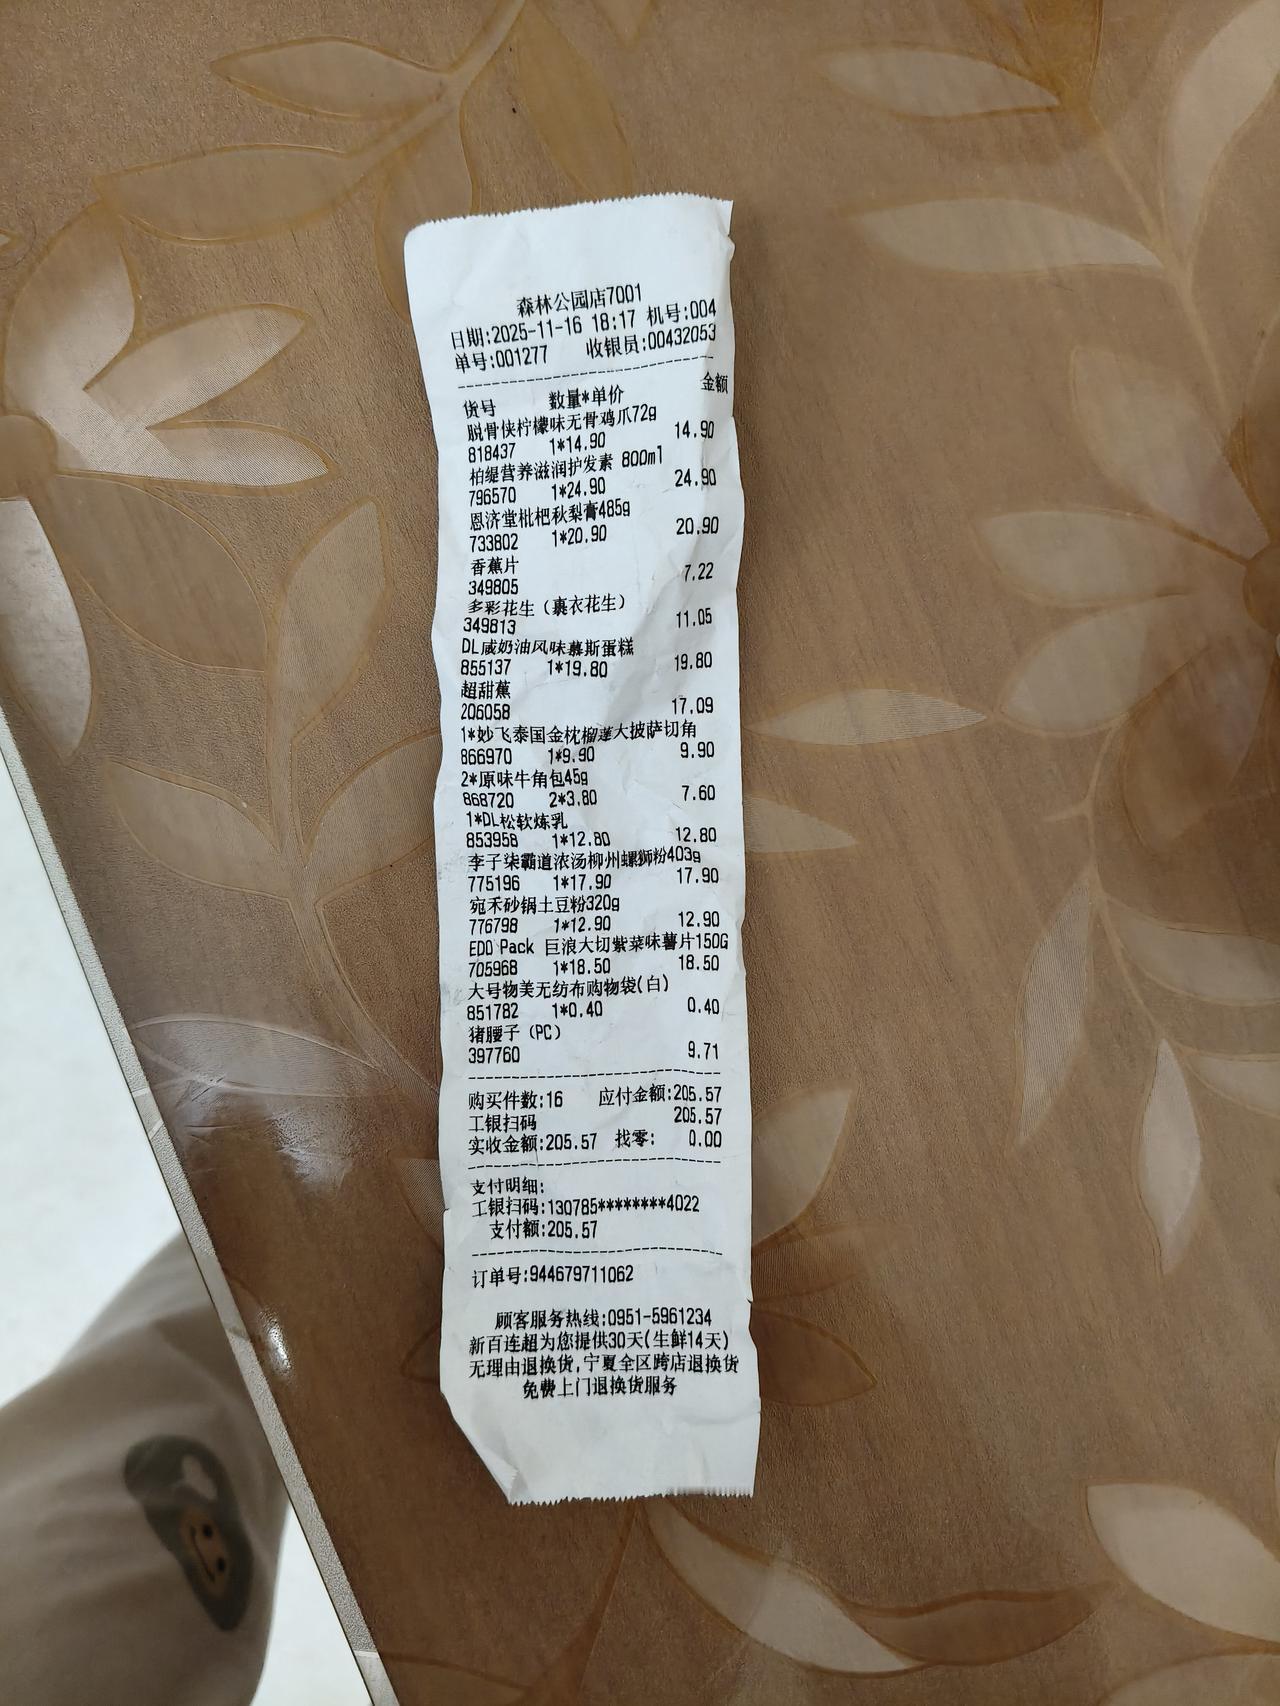 森林公园店7001
日期:2025-11-16 18:17 机号:004
单号:001277 收银员:00432053
货号 数量*单价 金额
脱骨侠柠檬味无骨鸡爪72g
818437 1*14.90 14.90
柏缇营养滋润护发素 800ml
796570 1*24.90 24.90
恩济堂枇杷秋梨膏485g
733802 1*20.90 20.90
香蕉片
349805 7.22
多彩花生（裹衣花生）
349813 11.05
DL咸奶油风味慕斯蛋糕
855137 1*19.80 19.80
超甜蕉
206058 17.09
1*妙飞泰国金枕榴莲大披萨切角
866970 1*9.90 9.90
2*原味牛角包45g
868720 2*3.80 7.60
1*DL松软炼乳
853958 1*12.80 12.80
李子柒霸道浓汤柳州螺狮粉403g
775196 1*17.90 17.90
宛禾砂锅土豆粉320g
776798 1*12.90 12.90
EDO Pack 巨浪大切紫菜味薯片150G
705968 1*18.50 18.50
大号物美无纺布购物袋(白)
851782 1*0.40 0.40
猪腰子（PC）
397760 9.71
购买件数:16 应付金额:205.57
工银扫码 205.57
实收金额:205.57 找零: 0.00
支付明细:
工银扫码:130785********4022
支付额:205.57
订单号:944679711062
顾客服务热线:0951-5961234
新百连超为您提供30天(生鲜14天)
无理由退换货,宁夏全区跨店退换货
免费上门退换货服务